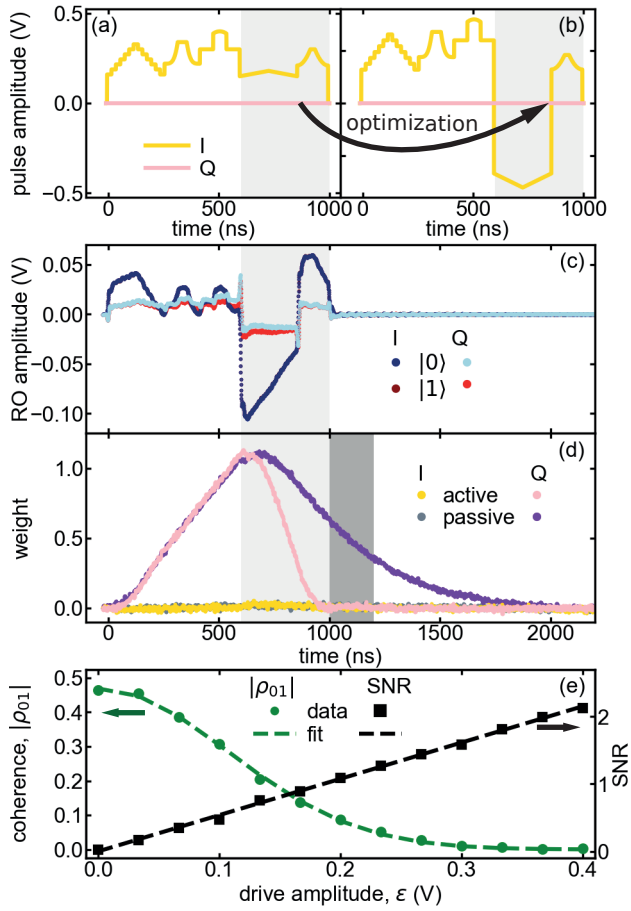 (a)
(b)
pulse amplitude (V)
0.5
0.0
−0.5
I
Q
optimization
0
500
1000
0
500
1000
time (ns)
time (ns)
(c)
RO amplitude (V)
0.05
0.00
−0.05
−0.10
I Q
|0⟩
|1⟩
(d)
weight
1.0
0.5
0.0
I Q
active
passive
0 500 1000 1500 2000
time (ns)
(e)
coherence, |ρ01|
0.5
0.4
0.3
0.2
0.1
0.0
|ρ01| SNR
data
fit
2
1
0
SNR
0.0 0.1 0.2 0.3 0.4
drive amplitude, ε (V)